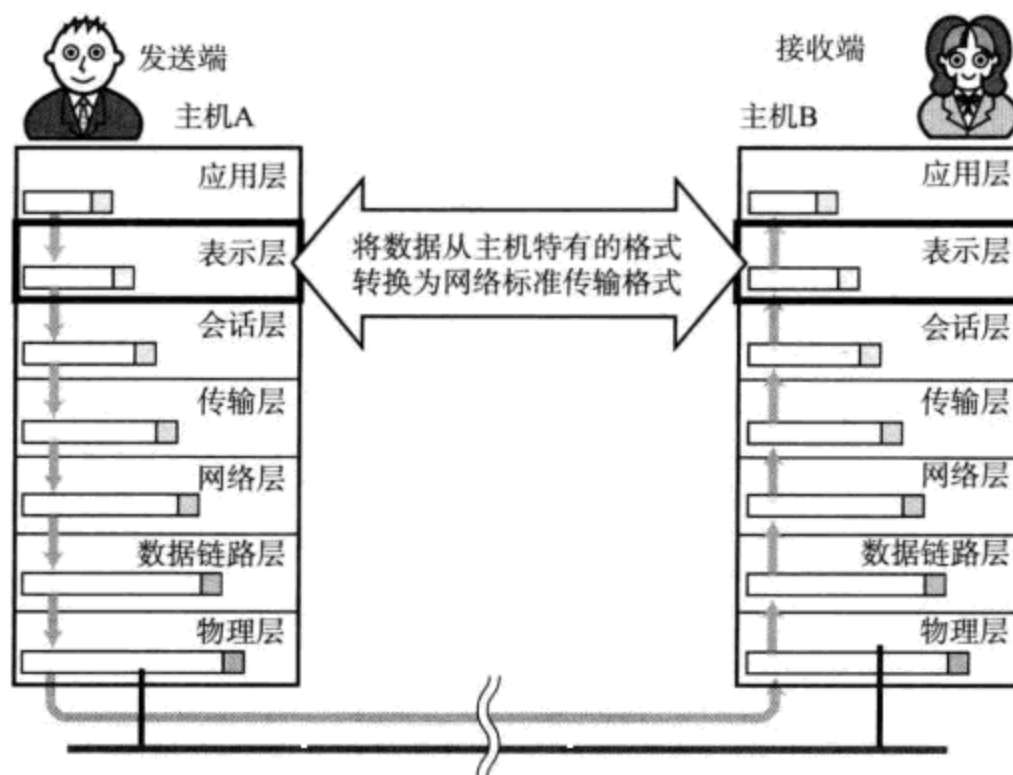 发送端
接收端
主机A
主机B
应用层
应用层
表示层
将数据从主机特有的格式
转换为网络标准传输格式
表示层
会话层
会话层
传输层
传输层
网络层
网络层
数据链路层
数据链路层
物理层
物理层